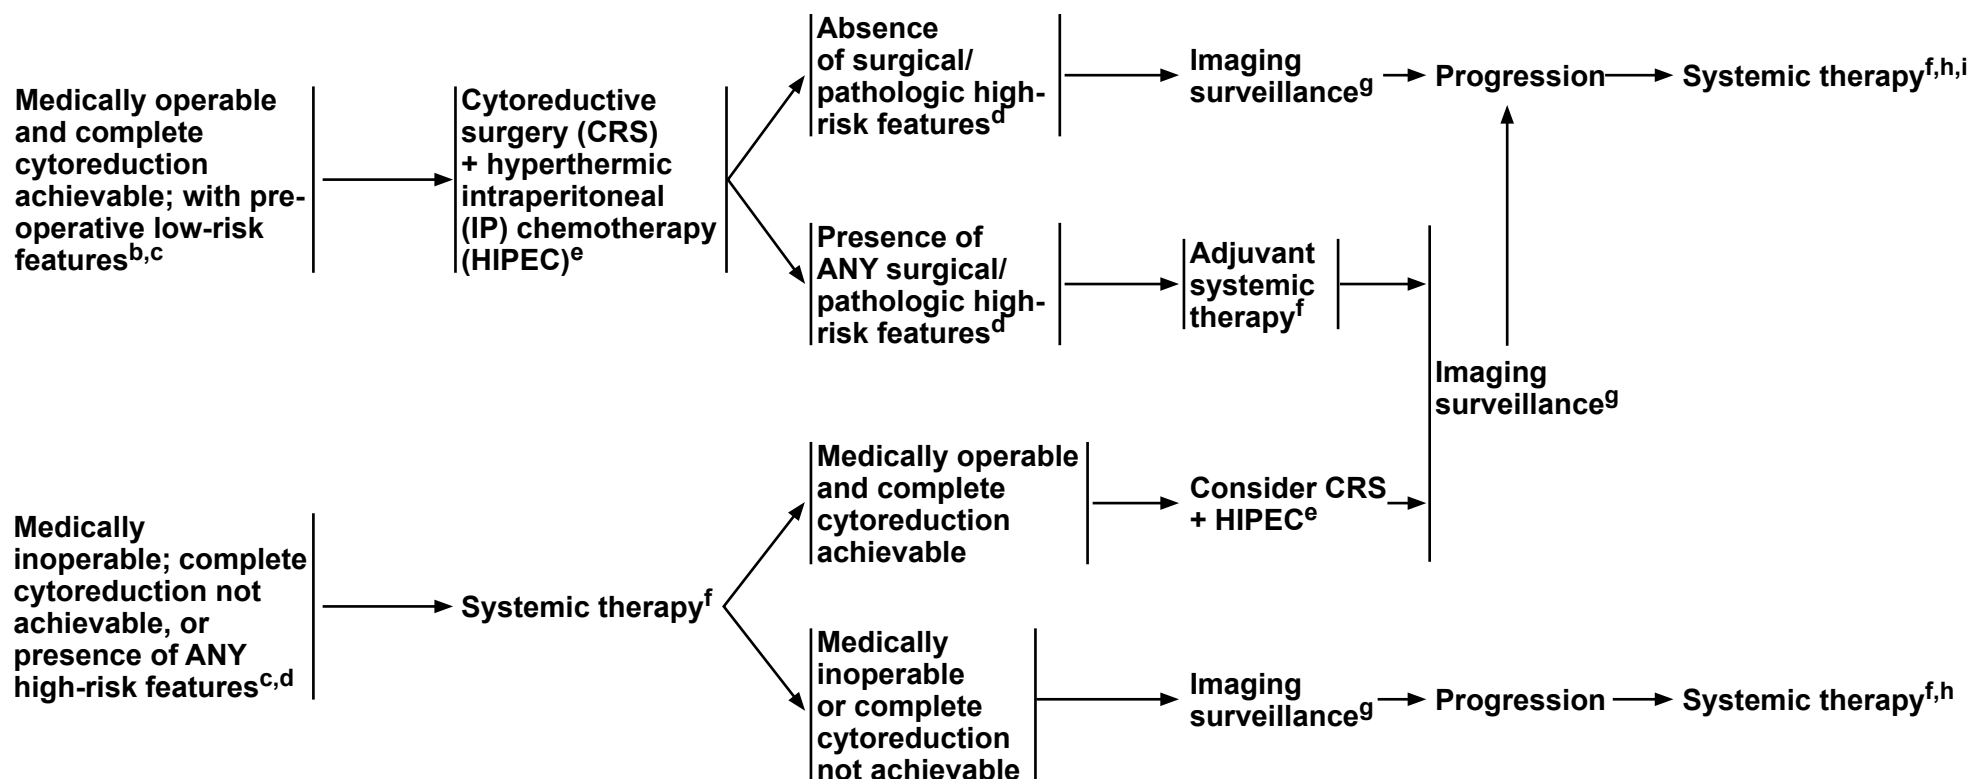 Medically operable
and complete
cytoreduction
achievable; with pre-
operative low-risk
features^b,c
Cytoreductive
surgery (CRS)
+ hyperthermic
intraperitoneal
(IP) chemotherapy
(HIPEC)^e
Absence
of surgical/
pathologic high-
risk features^d
Imaging
surveillance^g
Progression
Systemic therapy^f,h,i
Presence of
ANY surgical/
pathologic high-
risk features^d
Adjuvant
systemic
therapy^f
Imaging
surveillance^g
Medically
inoperable; complete
cytoreduction not
achievable, or
presence of ANY
high-risk features^c,d
Systemic therapy^f
Medically operable
and complete
cytoreduction
achievable
Consider CRS
+ HIPEC^e
Medically
inoperable
or complete
cytoreduction
not achievable
Imaging
surveillance^g
Progression
Systemic therapy^f,h